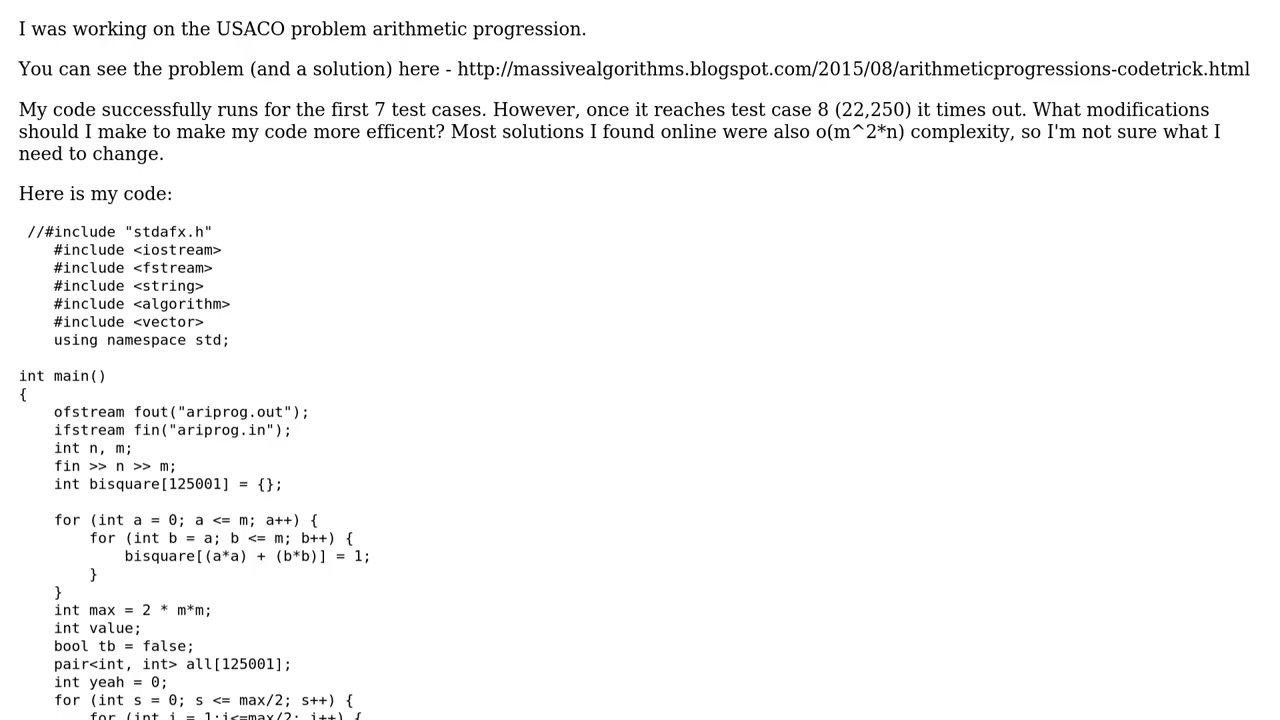 I was working on the USACO problem arithmetic progression.
You can see the problem (and a solution) here - http://massivealgorithms.blogspot.com/2015/08/arithmeticprogressions-codetrick.html
My code successfully runs for the first 7 test cases. However, once it reaches test case 8 (22,250) it times out. What modifications
should I make to make my code more efficent? Most solutions I found online were also o(m^2*n) complexity, so I'm not sure what I
need to change.
Here is my code:
//#include "stdafx.h"
#include <iostream>
#include <fstream>
#include <string>
#include <algorithm>
#include <vector>
using namespace std;
int main()
{
ofstream fout("ariprog.out");
ifstream fin("ariprog.in");
int n, m;
fin >> n >> m;
int bisquare[125001] = {};
for (int a = 0; a <= m; a++) {
for (int b = a; b <= m; b++) {
bisquare[(a*a) + (b*b)] = 1;
}
}
int max = 2 * m*m;
int value;
bool tb = false;
pair<int, int> all[125001];
int yeah = 0;
for (int s = 0; s <= max/2; s++) {
for (int i = 1;i<=max/2; i++) {